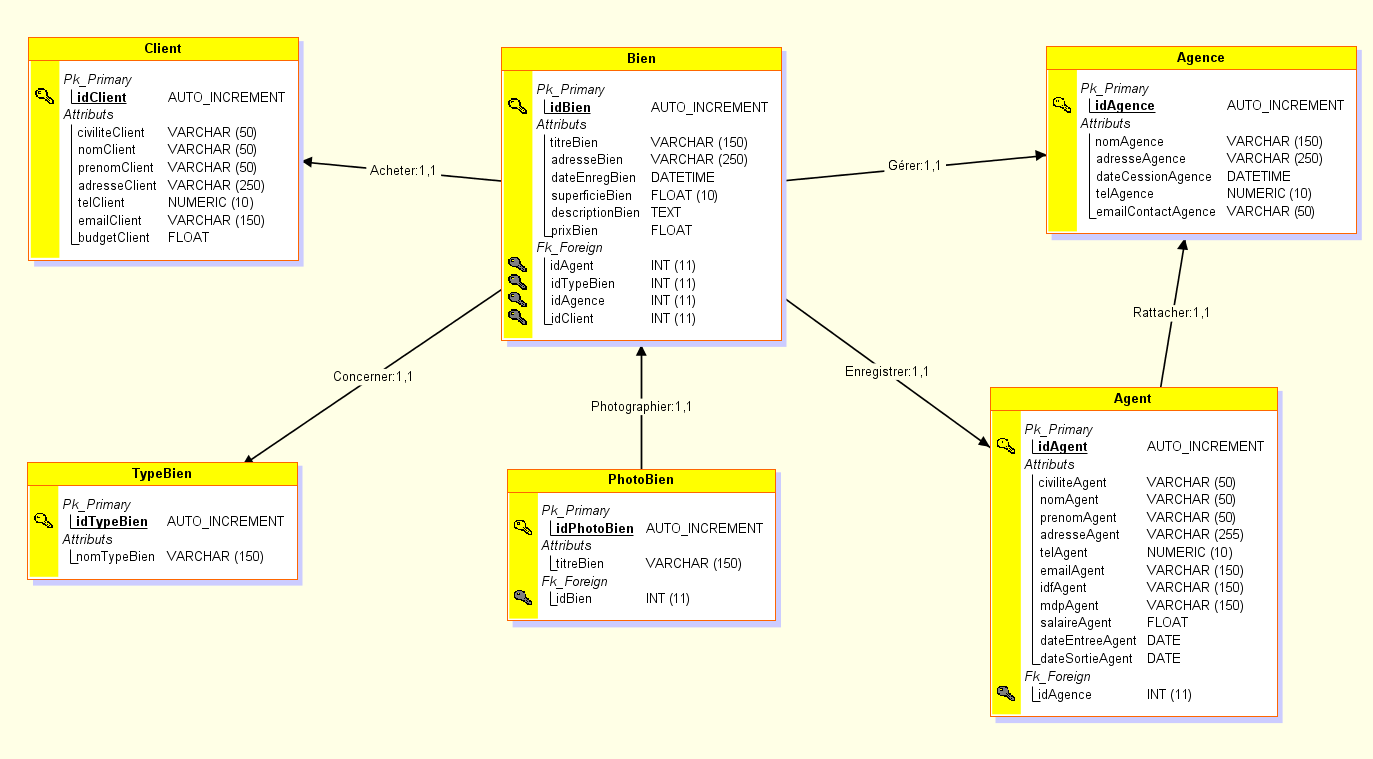 Client
Pk_Primary
idClient AUTO_INCREMENT
Attributs
civiliteClient VARCHAR (50)
nomClient VARCHAR (50)
prenomClient VARCHAR (50)
adresseClient VARCHAR (250)
telClient NUMERIC (10)
emailClient VARCHAR (150)
budgetClient FLOAT
Acheter:1,1
Bien
Pk_Primary
idBien AUTO_INCREMENT
Attributs
titreBien VARCHAR (150)
adresseBien VARCHAR (250)
dateEnregBien DATETIME
superficieBien FLOAT (10)
descriptionBien TEXT
prixBien FLOAT
Fk_Foreign
idAgent INT (11)
idTypeBien INT (11)
idAgence INT (11)
idClient INT (11)
Gérer:1,1
Agence
Pk_Primary
idAgence AUTO_INCREMENT
Attributs
nomAgence VARCHAR (150)
adresseAgence VARCHAR (250)
dateCessionAgence DATETIME
telAgence NUMERIC (10)
emailContactAgence VARCHAR (50)
Rattacher:1,1
Concerner:1,1
Photographier:1,1
Enregistrer:1,1
TypeBien
Pk_Primary
idTypeBien AUTO_INCREMENT
Attributs
nomTypeBien VARCHAR (150)
PhotoBien
Pk_Primary
idPhotoBien AUTO_INCREMENT
Attributs
titreBien VARCHAR (150)
Fk_Foreign
idBien INT (11)
Agent
Pk_Primary
idAgent AUTO_INCREMENT
Attributs
civiliteAgent VARCHAR (50)
nomAgent VARCHAR (50)
prenomAgent VARCHAR (50)
adresseAgent VARCHAR (255)
telAgent NUMERIC (10)
emailAgent VARCHAR (150)
idfAgent VARCHAR (150)
mdpAgent VARCHAR (150)
salaireAgent FLOAT
dateEntreeAgent DATE
dateSortieAgent DATE
Fk_Foreign
idAgence INT (11)